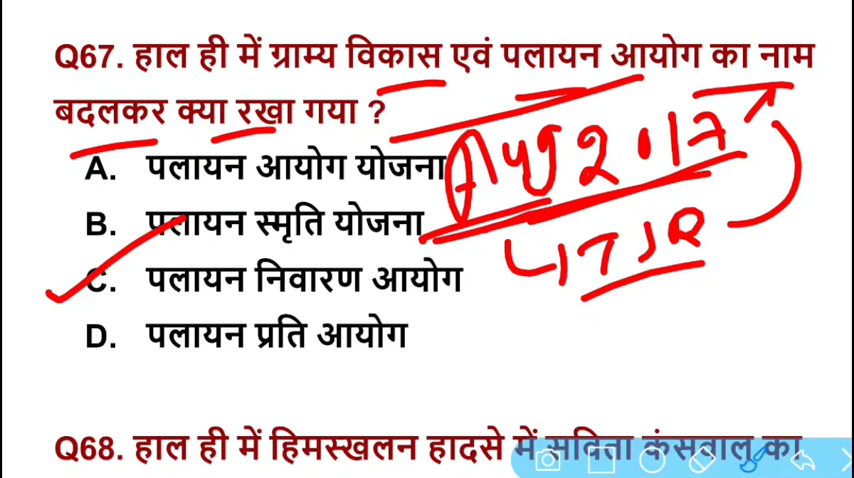 Q67. हाल ही में ग्राम्य विकास एवं पलायन आयोग का नाम
बदलकर क्या रखा गया ?
Aug 2017
A. पलायन आयोग योजना
B. पलायन स्मृति योजना
C. पलायन निवारण आयोग
D. पलायन प्रति आयोग
Q68. हाल ही में हिमस्खलन हादसे में सविता कंसवाल का